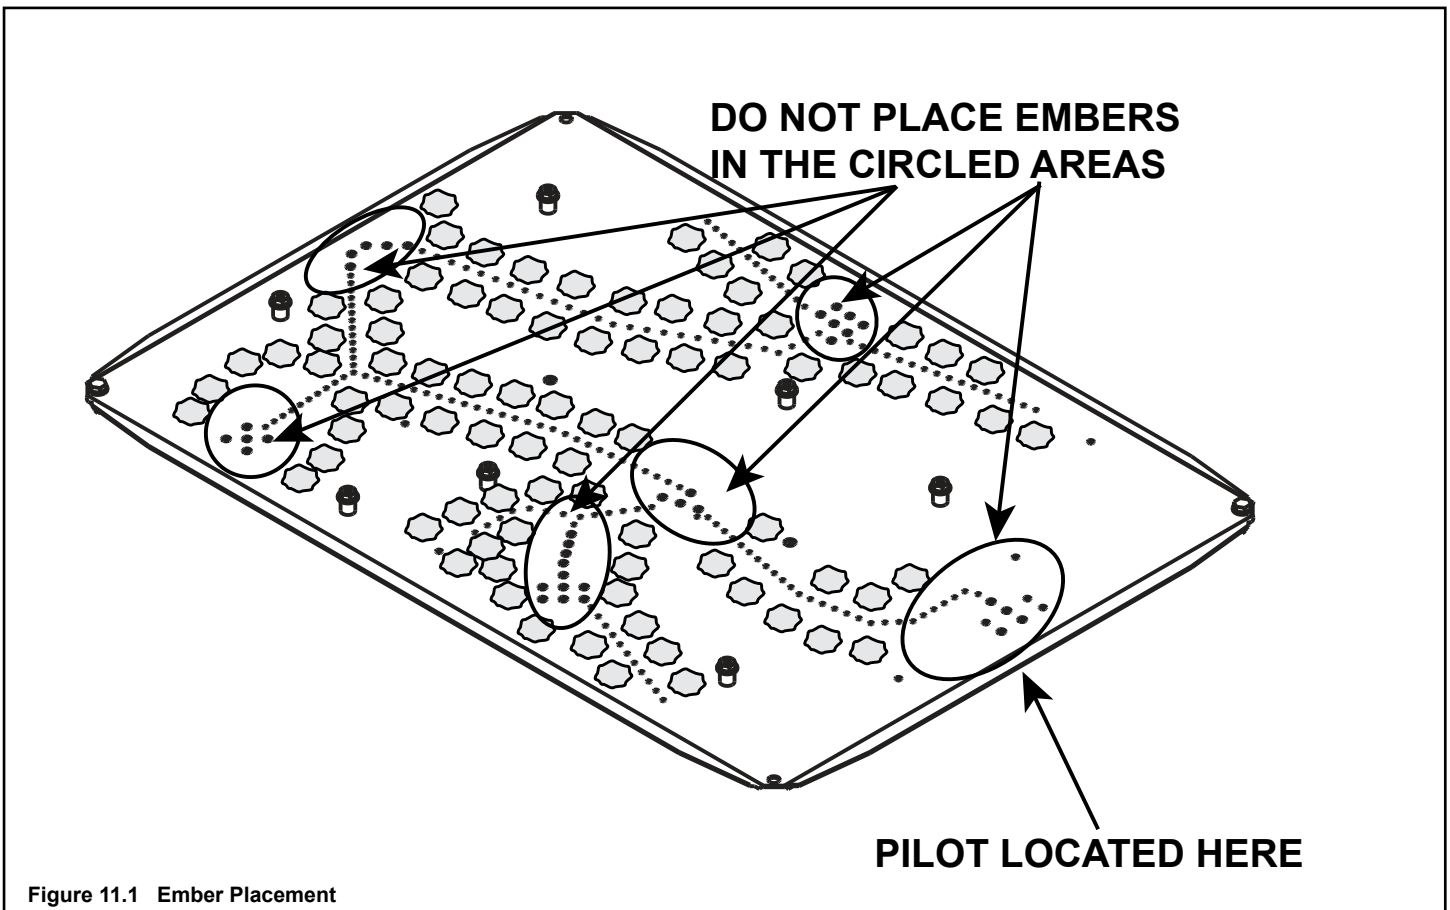 DO NOT PLACE EMBERS
IN THE CIRCLED AREAS
PILOT LOCATED HERE
Figure 11.1 Ember Placement